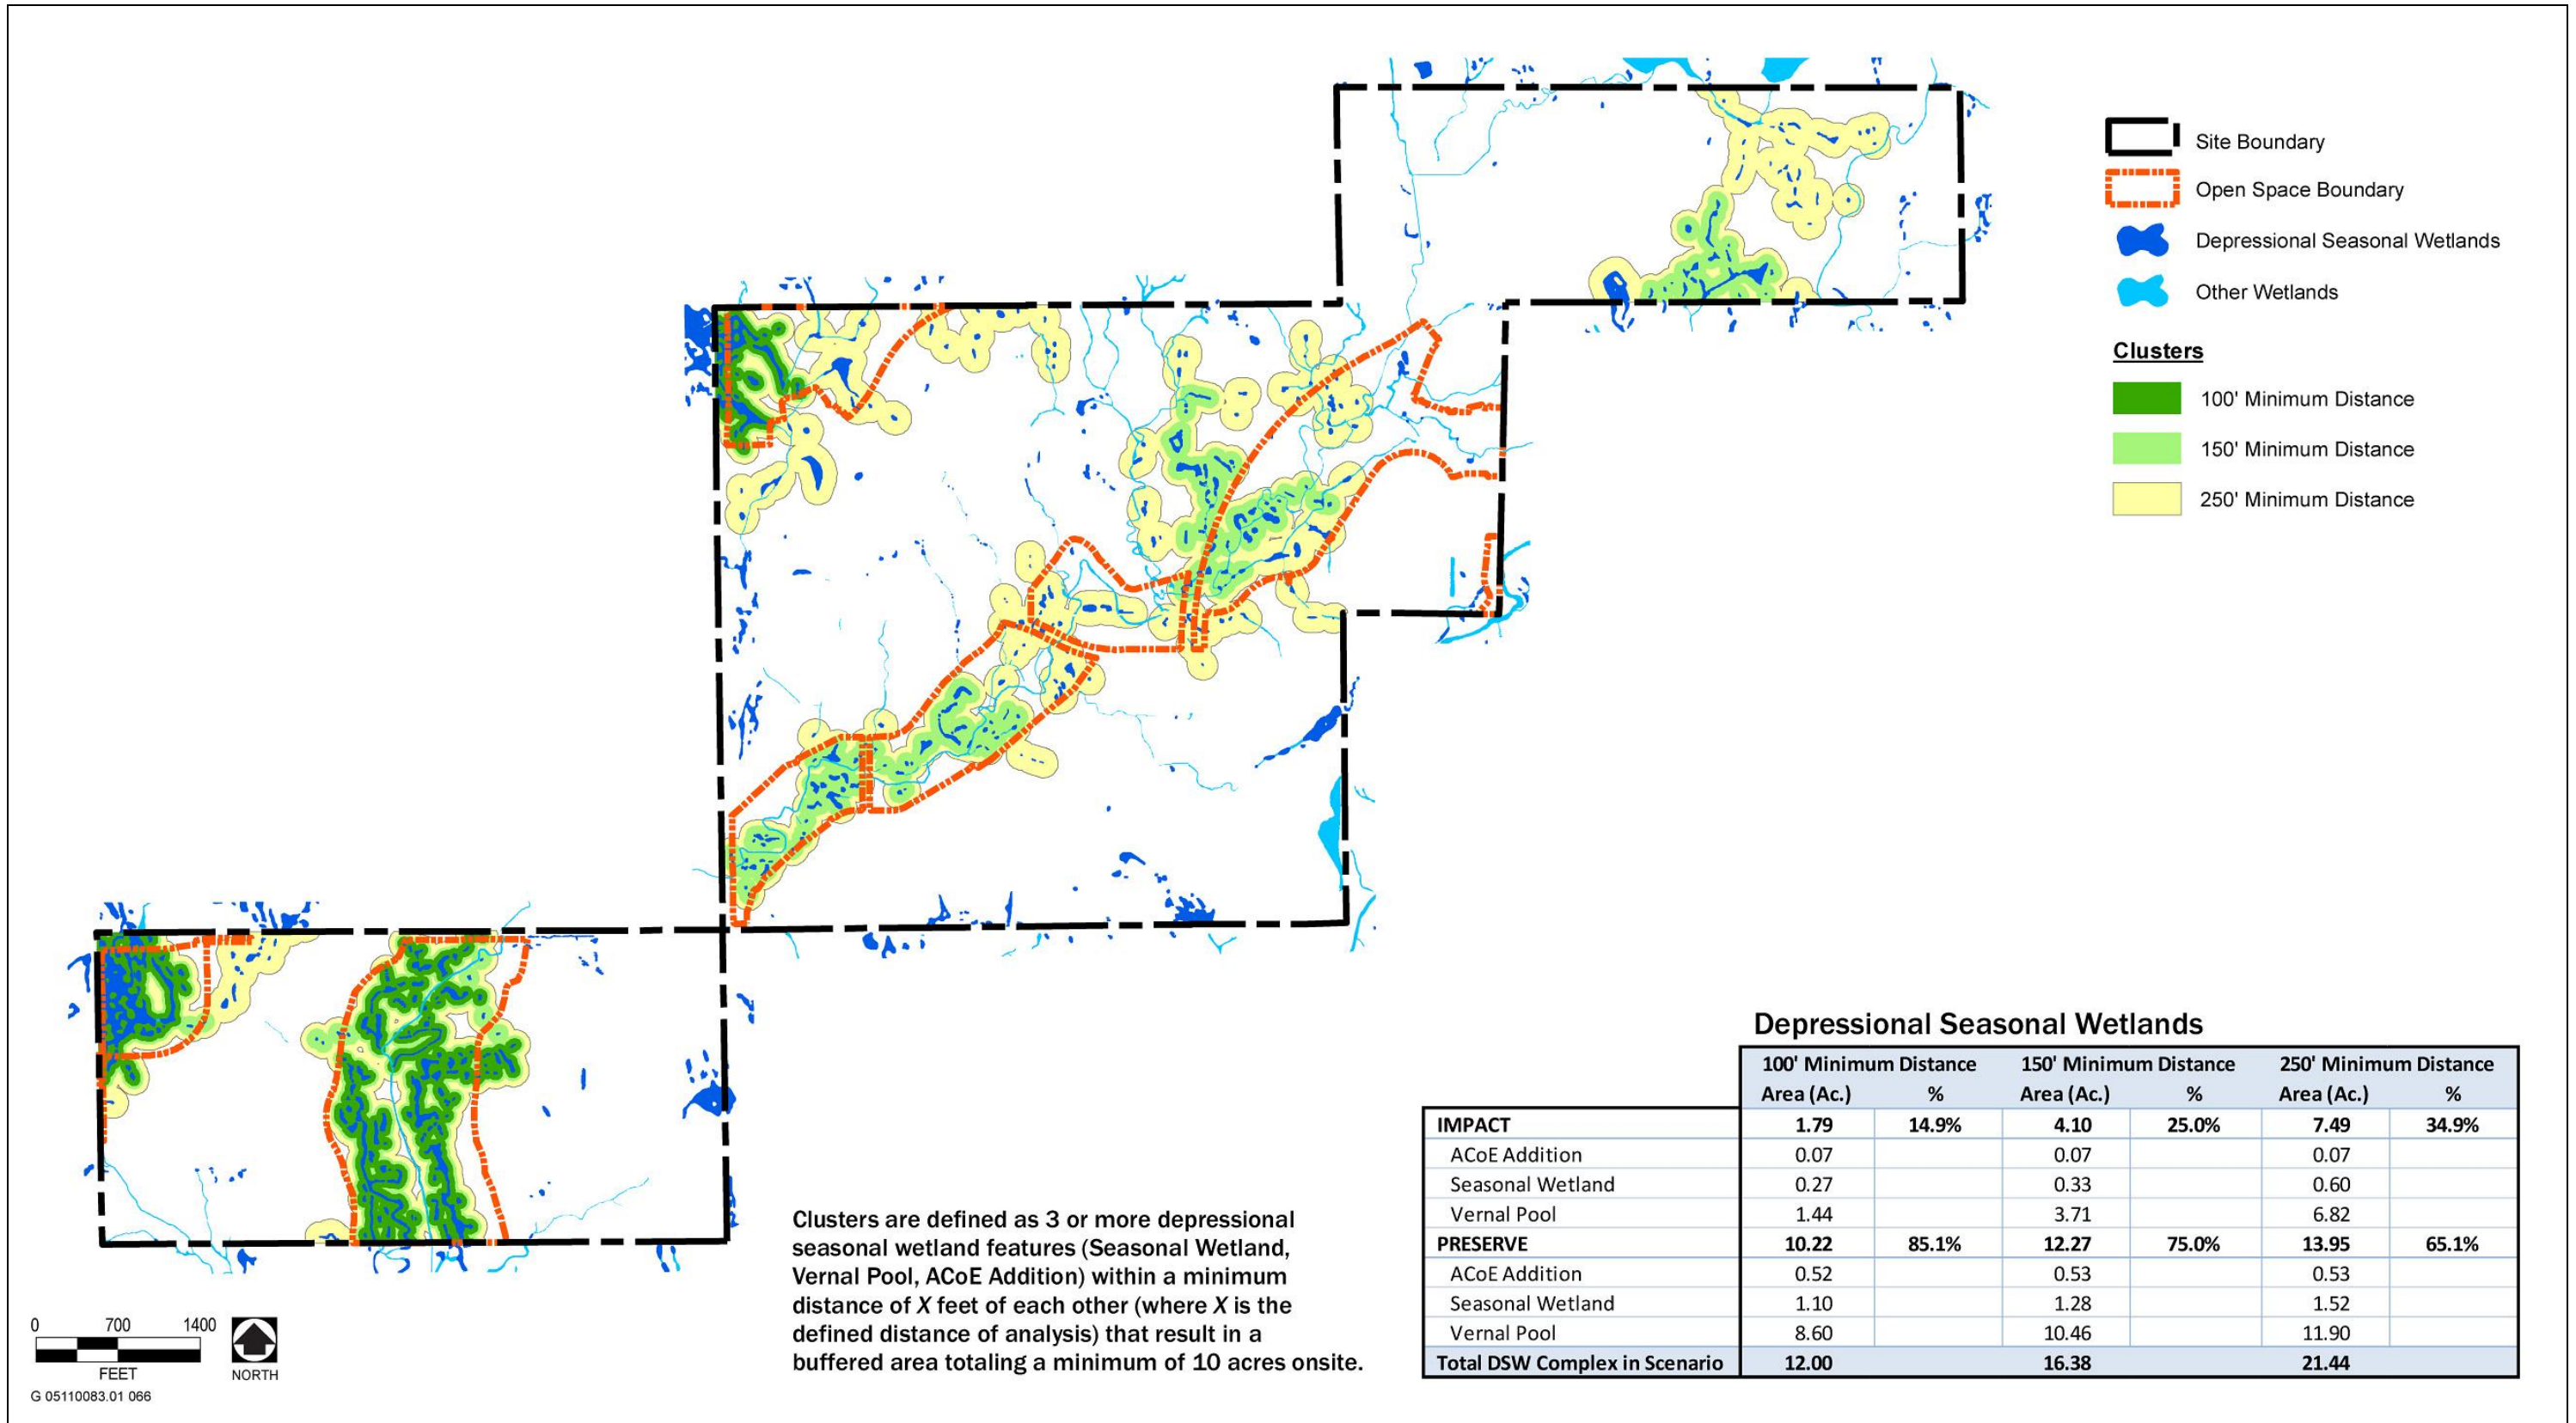 Site Boundary
Open Space Boundary
Depressional Seasonal Wetlands
Other Wetlands
Clusters
100' Minimum Distance
150' Minimum Distance
250' Minimum Distance
Depressional Seasonal Wetlands
100' Minimum Distance 150' Minimum Distance 250' Minimum Distance
Area (Ac.) % Area (Ac.) % Area (Ac.) %
IMPACT 1.79 14.9% 4.10 25.0% 7.49 34.9%
ACoE Addition 0.07 0.07 0.07
Seasonal Wetland 0.27 0.33 0.60
Vernal Pool 1.44 3.71 6.82
PRESERVE 10.22 85.1% 12.27 75.0% 13.95 65.1%
ACoE Addition 0.52 0.53 0.53
Seasonal Wetland 1.10 1.28 1.52
Vernal Pool 8.60 10.46 11.90
Total DSW Complex in Scenario 12.00 16.38 21.44
Clusters are defined as 3 or more depressional
seasonal wetland features (Seasonal Wetland,
Vernal Pool, ACoE Addition) within a minimum
distance of X feet of each other (where X is the
defined distance of analysis) that result in a
buffered area totaling a minimum of 10 acres onsite.
0 700 1400
FEET
NORTH
G 05110083.01 066